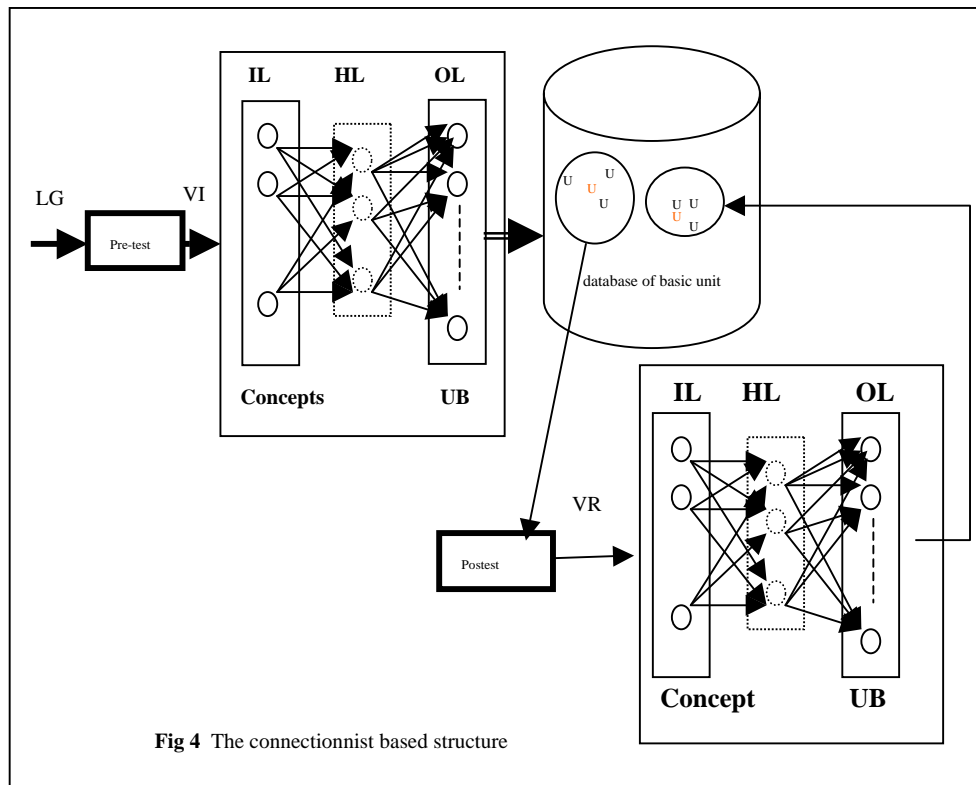 IL HL OL
LG
VI
Pre-test
Concepts UB
U U
U
U
U U
U
U
database of basic unit
IL HL OL
VR
Postest
Concept UB
Fig 4 The connectionnist based structure